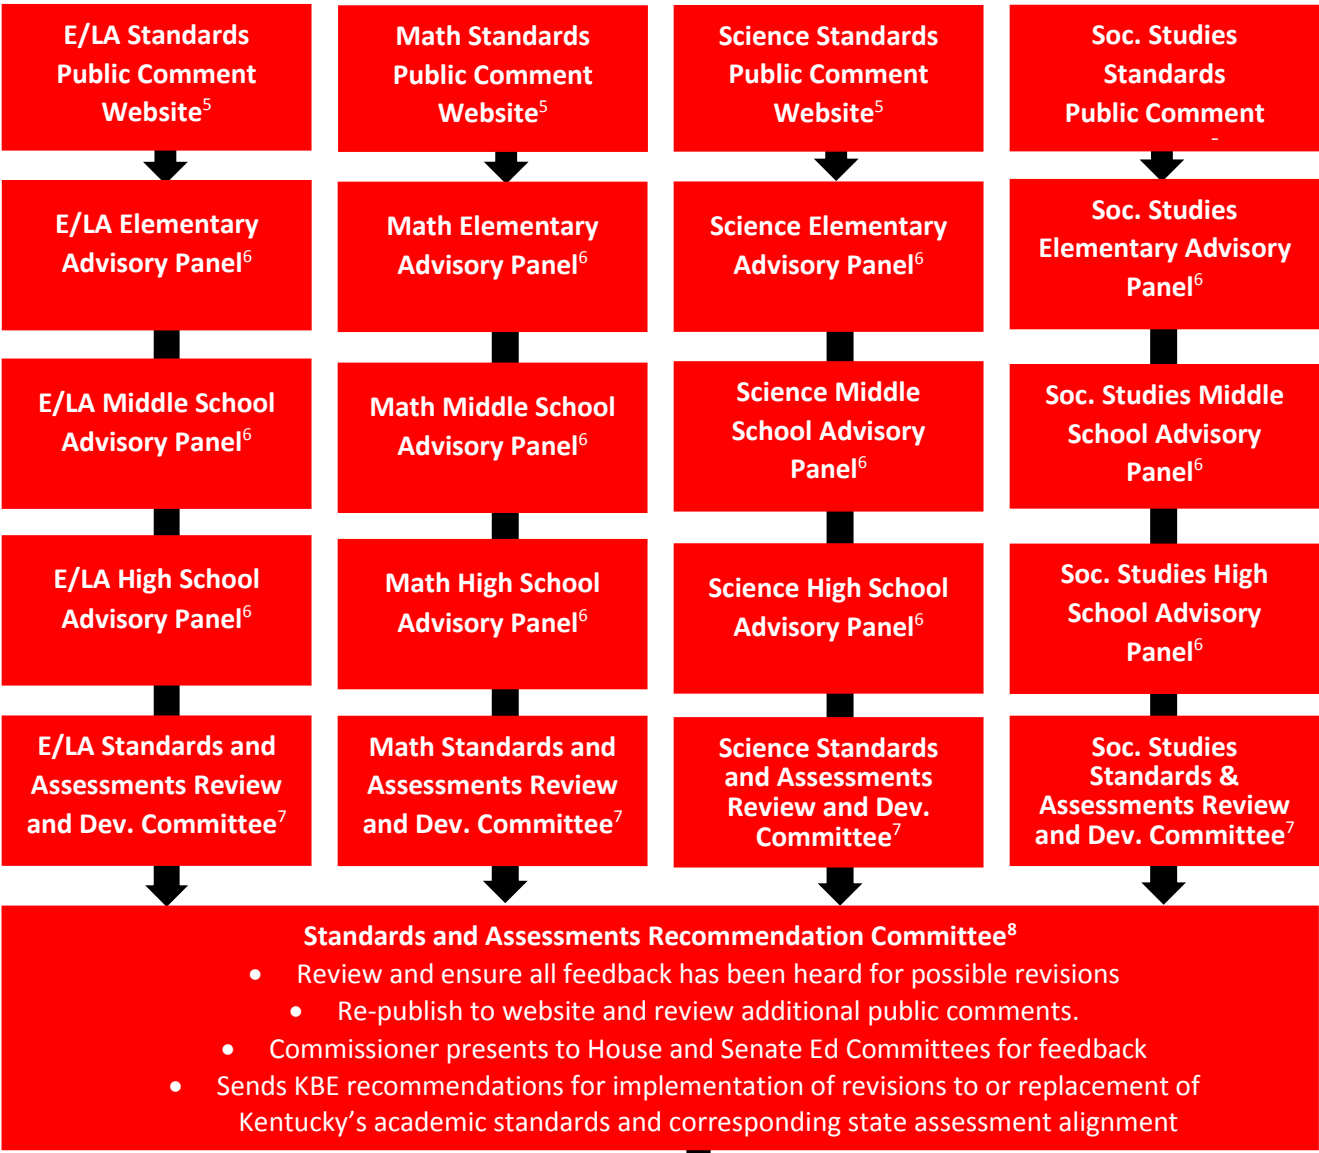 E/LA Standards
Public Comment
Website5
Math Standards
Public Comment
Website5
Science Standards
Public Comment
Website5
Soc. Studies
Standards
Public Comment
E/LA Elementary
Advisory Panel6
Math Elementary
Advisory Panel6
Science Elementary
Advisory Panel6
Soc. Studies
Elementary Advisory
Panel6
E/LA Middle School
Advisory Panel6
Math Middle School
Advisory Panel6
Science Middle
School Advisory
Panel6
Soc. Studies Middle
School Advisory
Panel6
E/LA High School
Advisory Panel6
Math High School
Advisory Panel6
Science High School
Advisory Panel6
Soc. Studies High
School Advisory
Panel6
E/LA Standards and
Assessments Review
and Dev. Committee7
Math Standards and
Assessments Review
and Dev. Committee7
Science Standards
and Assessments
Review and Dev.
Committee7
Soc. Studies
Standards &
Assessments Review
and Dev. Committee7
Standards and Assessments Recommendation Committee8
• Review and ensure all feedback has been heard for possible revisions
• Re-publish to website and review additional public comments.
• Commissioner presents to House and Senate Ed Committees for feedback
• Sends KBE recommendations for implementation of revisions to or replacement of
Kentucky’s academic standards and corresponding state assessment alignment